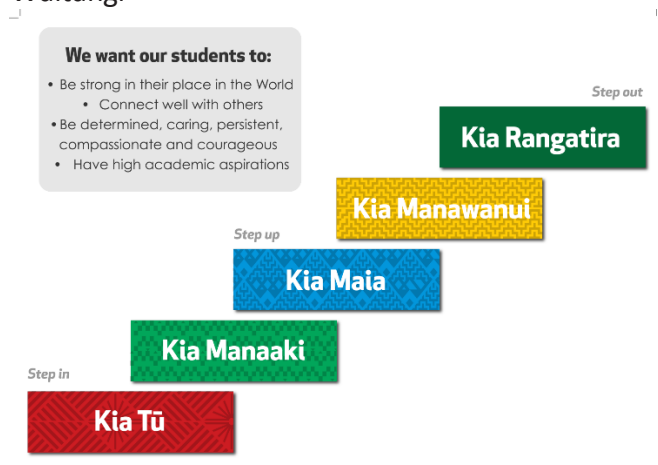 We want our students to:
• Be strong in their place in the World
• Connect well with others
• Be determined, caring, persistent,
compassionate and courageous
• Have high academic aspirations
Step out
Kia Rangatira
Kia Manawanui
Step up
Kia Maia
Kia Manaaki
Step in
Kia Tū